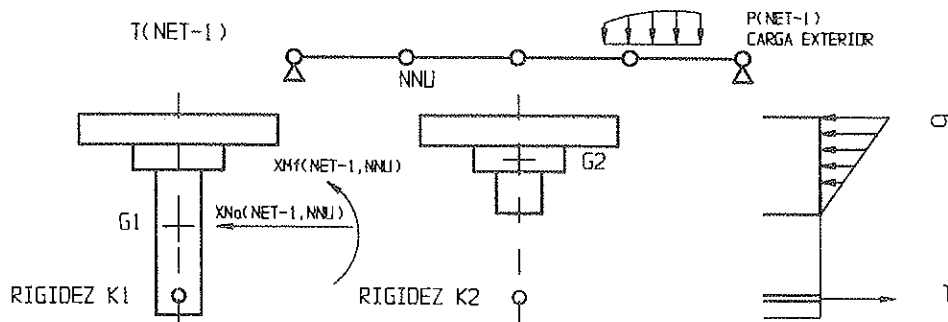 T(NET-1)
P(NET-1)
CARGA EXTERIOR
NNU
XMf(NET-1,NNU)
G2
G1
XNa(NET-1,NNU)
RIGIDEZ K1
RIGIDEZ K2